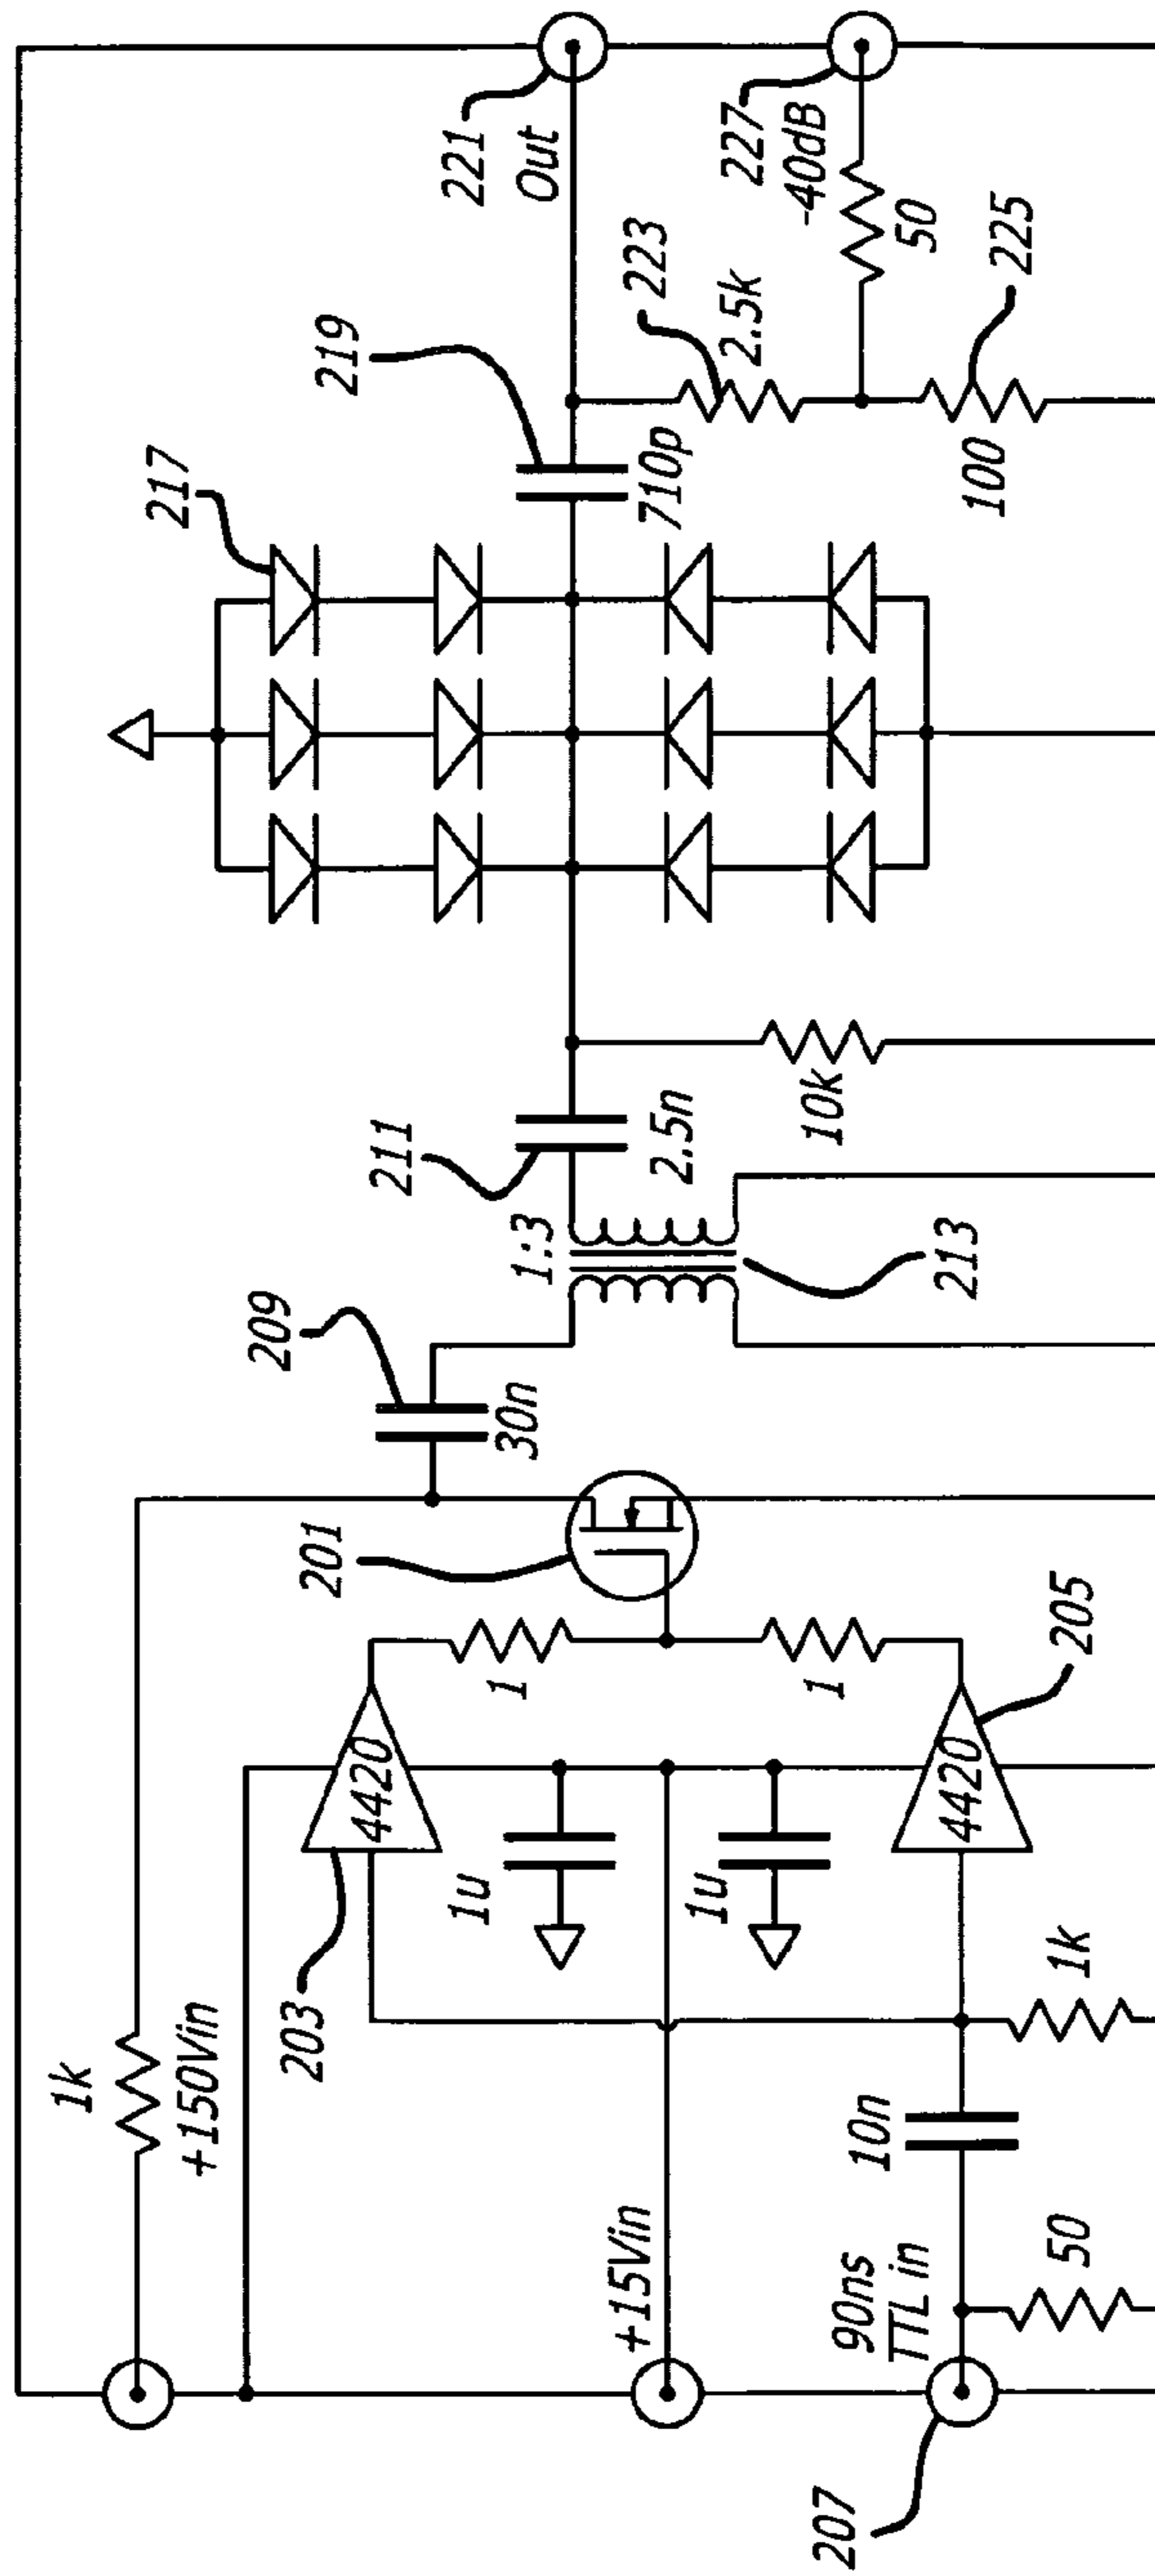 1k
+150Vin
203
4420
1u
+15Vin
1u
90ns
TTL in
207
10n
50
1k
4420
205
1
1
201
209
30n
1:3
213
211
2.5n
10k
217
219
710p
223
2.5k
100
225
221
Out
227
-40dB
50